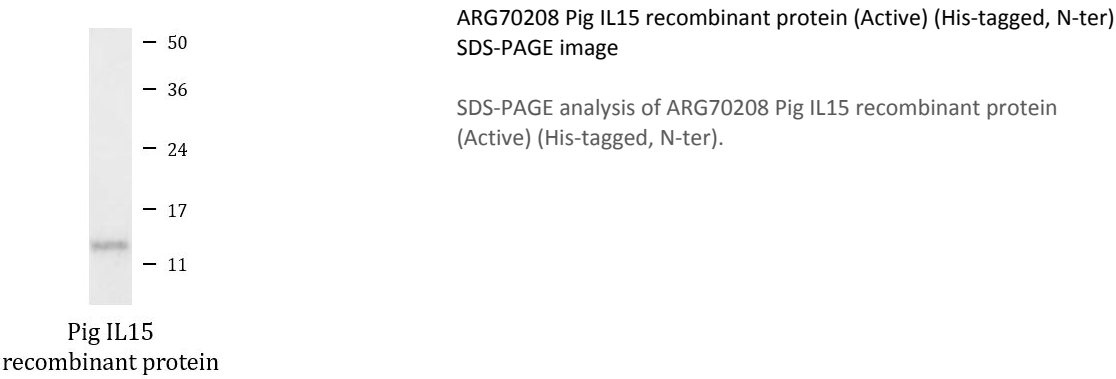 ARG70208 Pig IL15 recombinant protein (Active) (His-tagged, N-ter)
SDS-PAGE image
SDS-PAGE analysis of ARG70208 Pig IL15 recombinant protein
(Active) (His-tagged, N-ter).
50
36
24
17
11
Pig IL15
recombinant protein